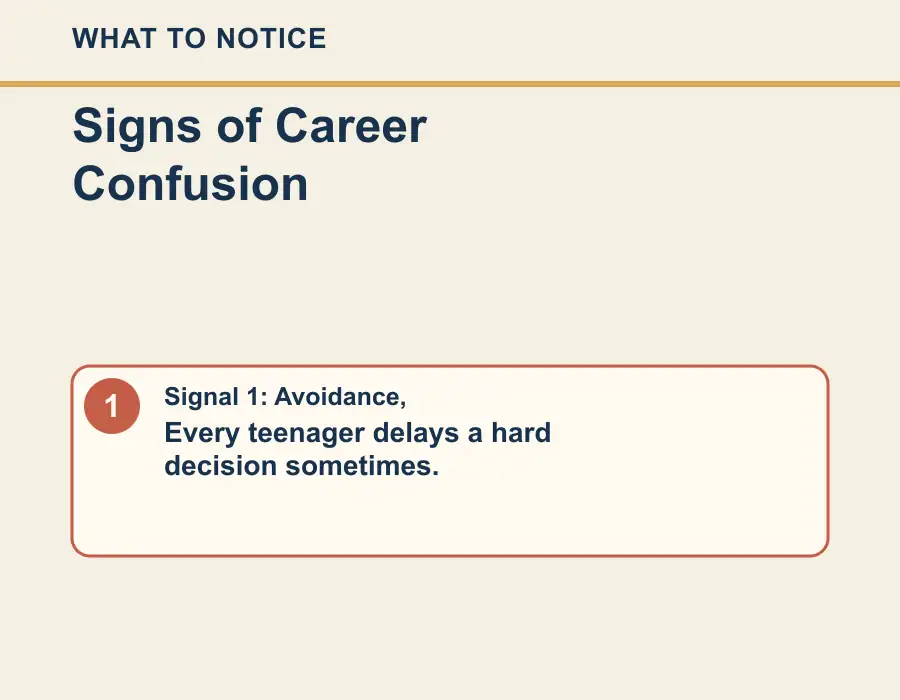 WHAT TO NOTICE
Signs of Career
Confusion
1
Signal 1: Avoidance,
Every teenager delays a hard
decision sometimes.